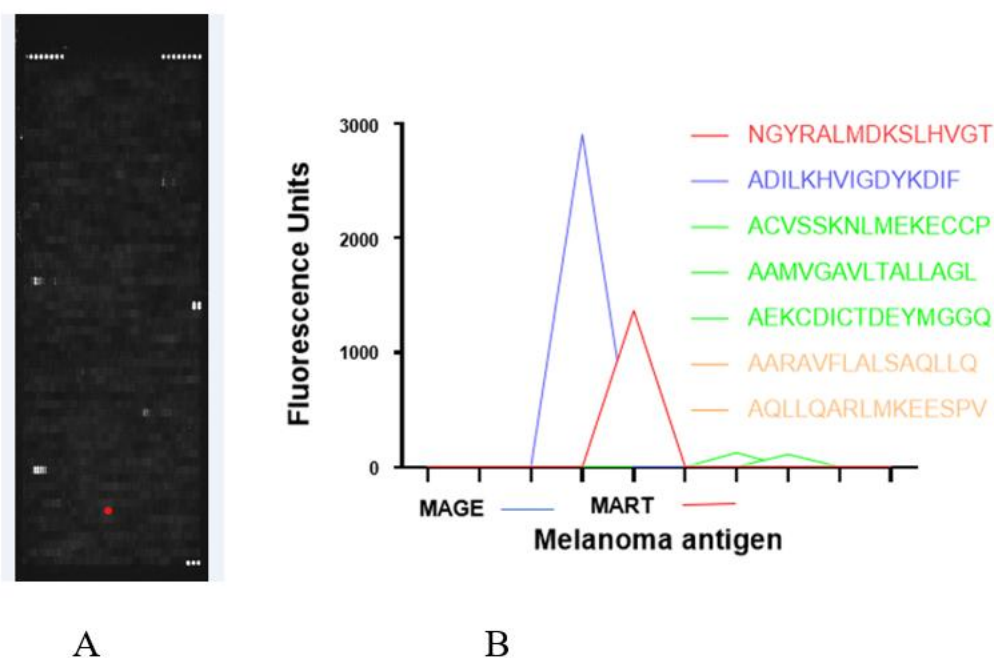 3000
2000
1000
0
Fluorescence Units
NGYRALMDKSLHVGT
ADILKHVIGDYKDIF
ACVSSKNLMEKECCP
AAMVGAVLTALLAGL
AEKCDICTDEYMGGQ
AARAVFLALSAQLLQ
AQLLQARLMKEESPV
MAGE MART
Melanoma antigen
A B